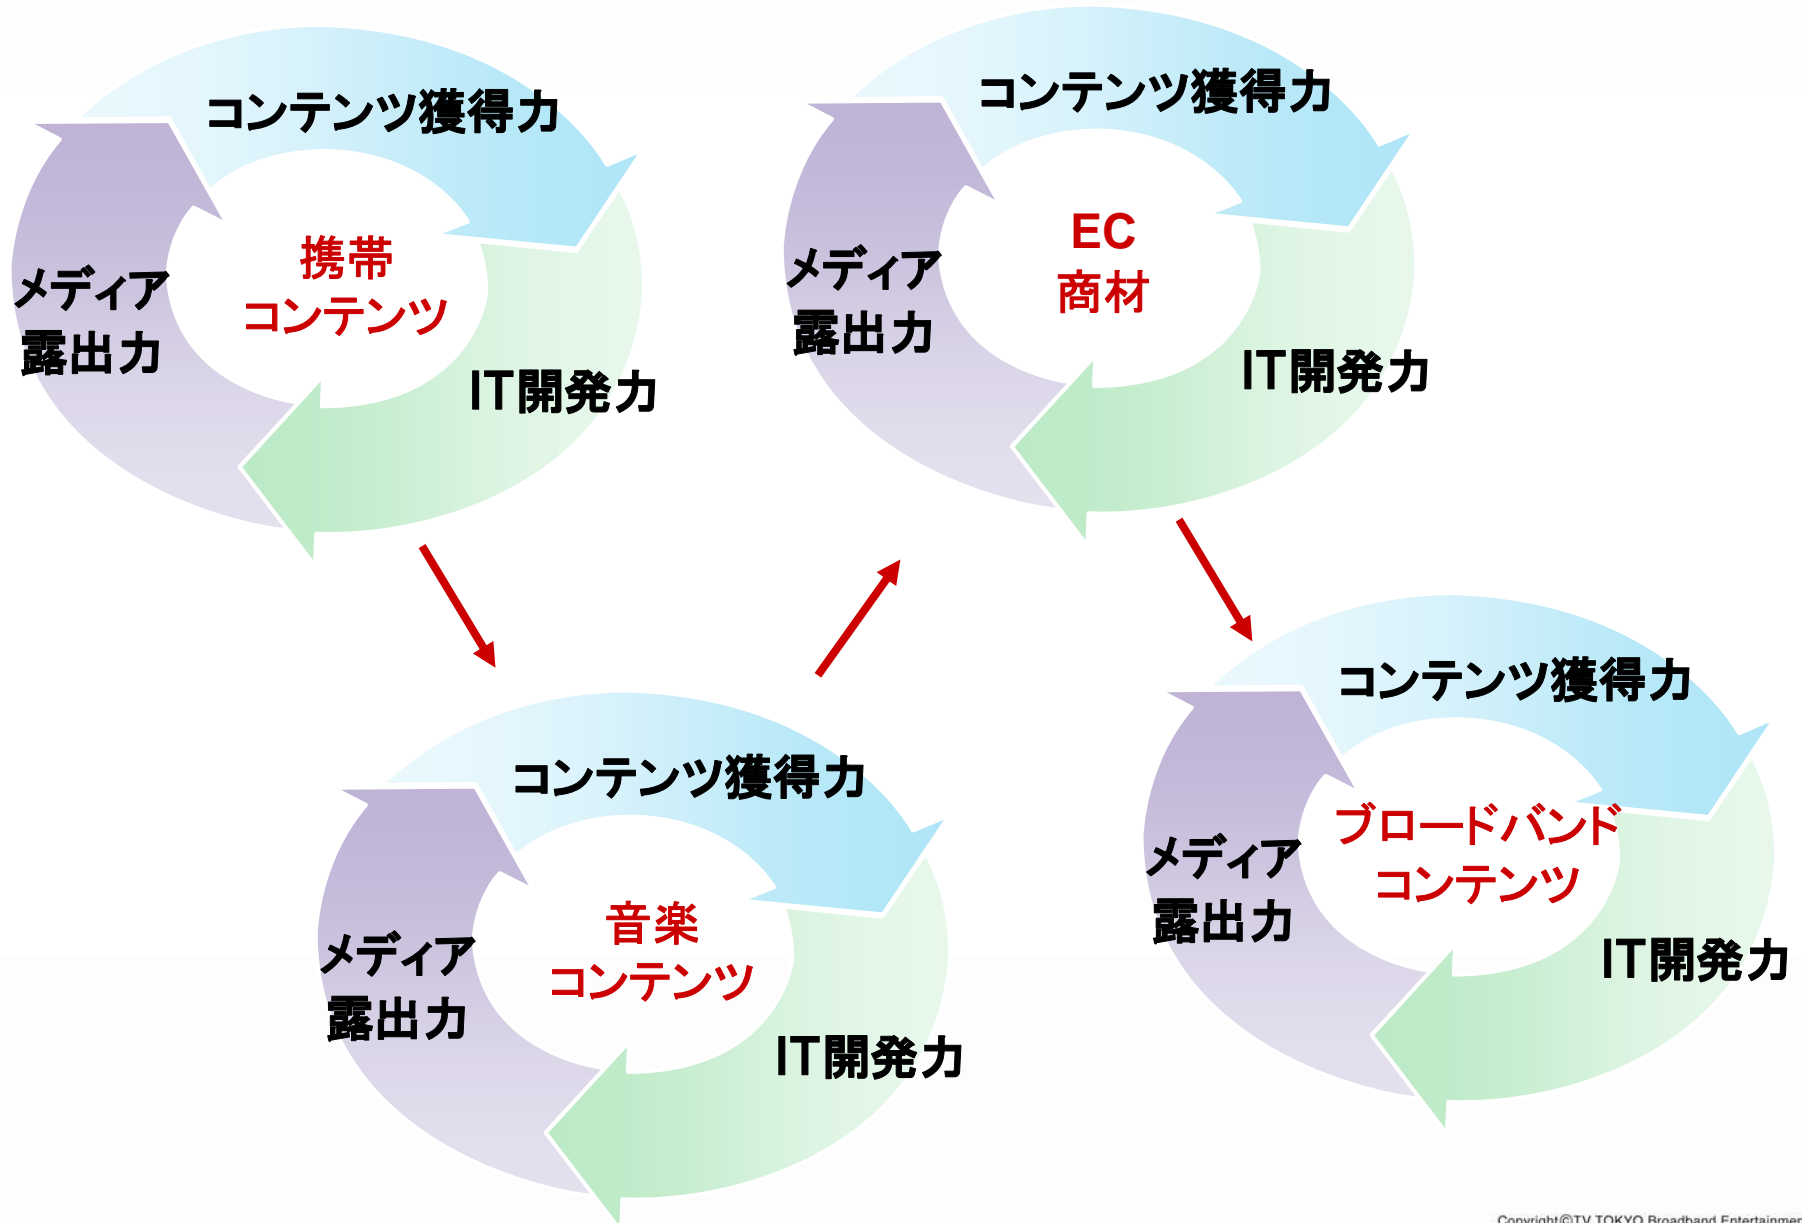 コンテンツ獲得力
携帯
コンテンツ
メディア
露出力
IT開発力
コンテンツ獲得力
EC
商材
メディア
露出力
IT開発力
コンテンツ獲得力
音楽
コンテンツ
メディア
露出力
IT開発力
コンテンツ獲得力
ブロードバンド
コンテンツ
メディア
露出力
IT開発力
Copyright©TV TOKYO Broadband Entertainmen